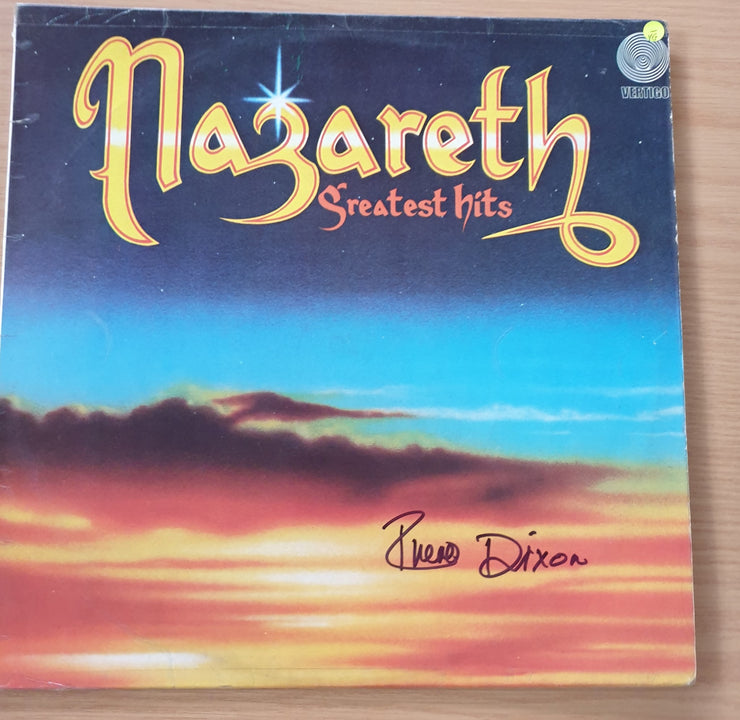 Nazareth
Greatest hits
VERTIGO
Dixon